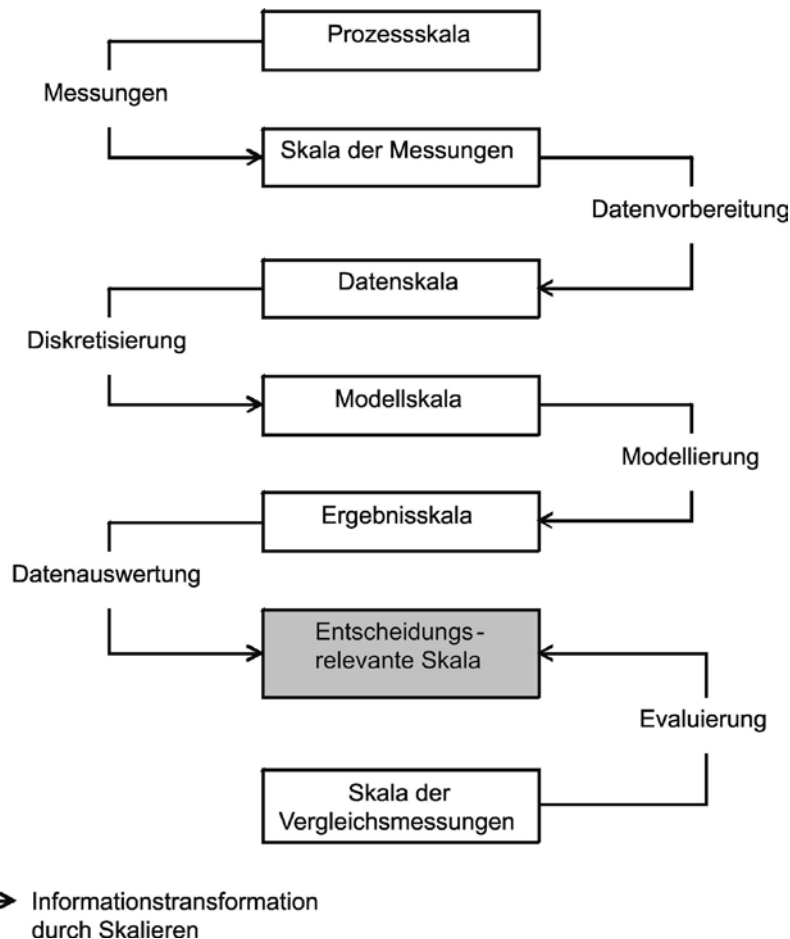 Prozessskala
Messungen
Skala der Messungen
Datenvorbereitung
Datenskala
Diskretisierung
Modellskala
Modellierung
Ergebnisskala
Datenauswertung
Entscheidungs-
relevante Skala
Evaluierung
Skala der
Vergleichsmessungen
Informationstransformation
durch Skalieren